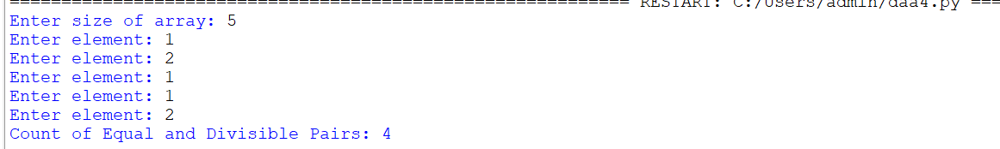 ============================================================ RESTART: C:/Users/admin/daa4.py ===
Enter size of array: 5
Enter element: 1
Enter element: 2
Enter element: 1
Enter element: 1
Enter element: 2
Count of Equal and Divisible Pairs: 4